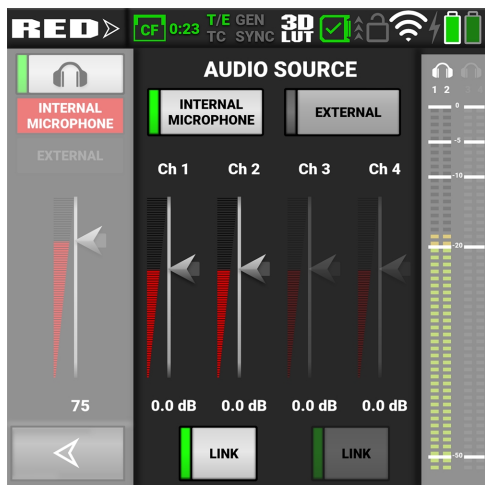 RED
CF 0:23
T/E GEN
TC SYNC
3D
LUT
AUDIO SOURCE
INTERNAL
MICROPHONE
EXTERNAL
INTERNAL
MICROPHONE
EXTERNAL
Ch 1 Ch 2 Ch 3 Ch 4
75
0.0 dB 0.0 dB 0.0 dB 0.0 dB
LINK LINK
1 2 3 4
0
-5
-10
-20
-50